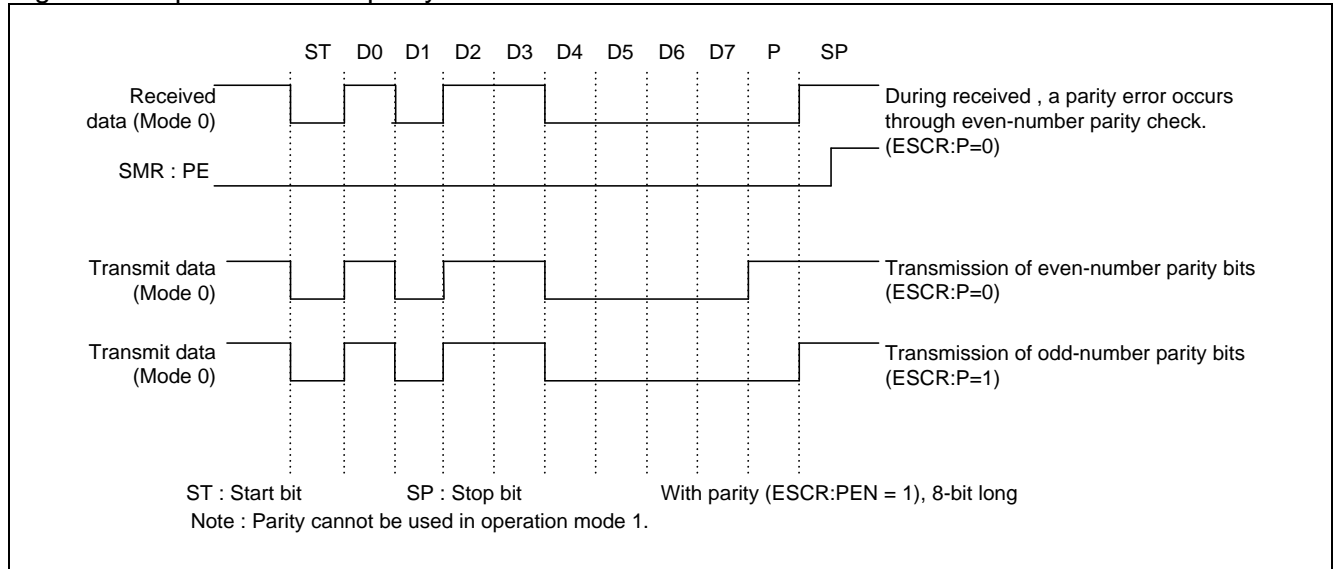 ST D0 D1 D2 D3 D4 D5 D6 D7 P SP
Received
data (Mode 0)
During received , a parity error occurs
through even-number parity check.
(ESCR:P=0)
SMR : PE
Transmit data
(Mode 0)
Transmission of even-number parity bits
(ESCR:P=0)
Transmit data
(Mode 0)
Transmission of odd-number parity bits
(ESCR:P=1)
ST : Start bit SP : Stop bit With parity (ESCR:PEN = 1), 8-bit long
Note : Parity cannot be used in operation mode 1.